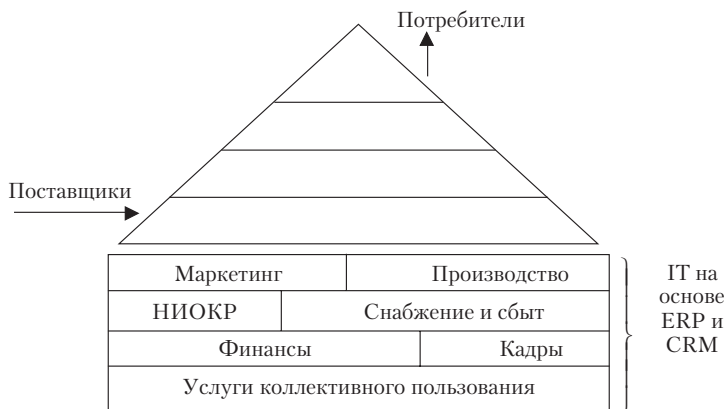 Потребители
Поставщики
Маркетинг
Производство
НИОКР
Снабжение и сбыт
Финансы
Кадры
Услуги коллективного пользования
IT на
основе
ERP и
CRM